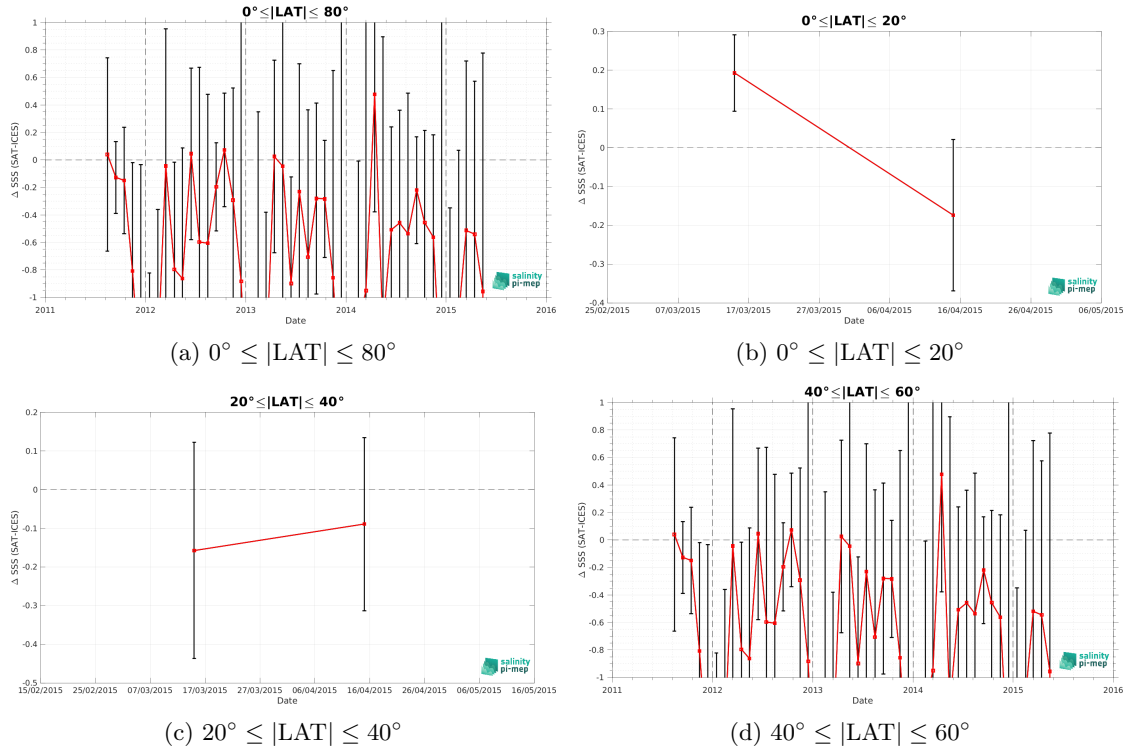 0°≤|LAT|≤ 80°
Δ SSS (SAT-ICES)
1
0.8
0.6
0.4
0.2
0
-0.2
-0.4
-0.6
-0.8
-1
2011
2012
2013
2014
2015
2016
Date
salinity
pi-mep
(a) 0° ≤ |LAT| ≤ 80°
0°≤|LAT|≤ 20°
Δ SSS (SAT-ICES)
0.3
0.2
0.1
0
-0.1
-0.2
-0.3
-0.4
25/02/2015
07/03/2015
17/03/2015
27/03/2015
06/04/2015
16/04/2015
26/04/2015
06/05/2015
Date
salinity
pi-mep
(b) 0° ≤ |LAT| ≤ 20°
20°≤|LAT|≤ 40°
Δ SSS (SAT-ICES)
0.2
0.1
0
-0.1
-0.2
-0.3
-0.4
-0.5
15/02/2015
25/02/2015
07/03/2015
17/03/2015
27/03/2015
06/04/2015
16/04/2015
26/04/2015
06/05/2015
16/05/2015
Date
salinity
pi-mep
(c) 20° ≤ |LAT| ≤ 40°
40°≤|LAT|≤ 60°
Δ SSS (SAT-ICES)
1
0.8
0.6
0.4
0.2
0
-0.2
-0.4
-0.6
-0.8
-1
2011
2012
2013
2014
2015
2016
Date
salinity
pi-mep
(d) 40° ≤ |LAT| ≤ 60°